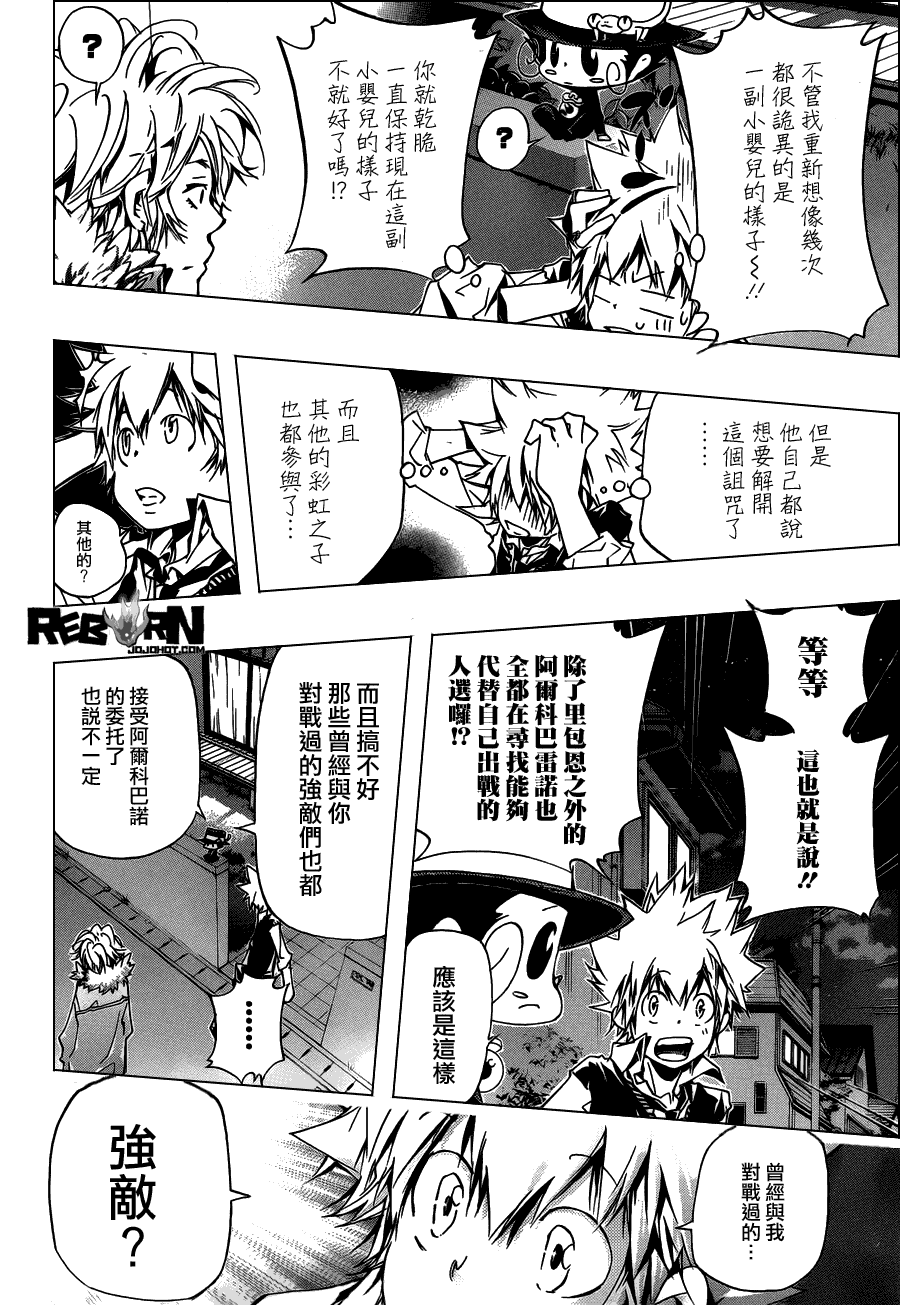 不管找重新想像幾次
都很詭異的是
一副小嬰兒的樣子～!!
你就乾脆
一直保持現在這副
小嬰兒的樣子
不就好了嗎!?
?
?
但是
他自己都說
想要解開
這個詛咒了
……
而且
其他的彩虹之子
也都參與了…
其他的?
REBORN
JOJOHOT.COM
等等
這也就是說!!
除了里包恩之外的
阿爾科巴雷諾也
全都在尋找能夠
代替自己出戰的
人選囉!?
應該是這樣
而且搞不好
那些曾經與你
對戰過的強敵們也都
接受阿爾科巴諾
的委托了
也説不一定
……
曾經與我
對戰過的…
強敵?